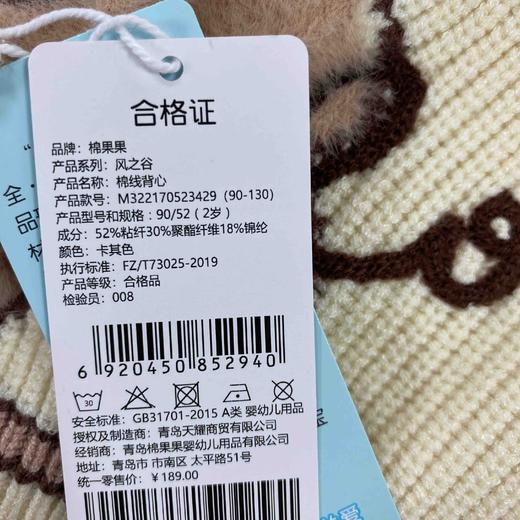 合格证
品牌：棉果果
产品系列：风之谷
产品名称：棉线背心
产品款号：M322170523429（90-130）
产品型号和规格：90/52（2岁）
成分：52%粘纤30%聚酯纤维18%锦纶
颜色：卡其色
执行标准：FZ/T73025-2019
产品等级：合格品
检验员：008
6 920450 852940
30
安全标准：GB31701-2015 A类 婴幼儿用品
授权及制造商：青岛天耀商贸有限公司
经销商：青岛棉果果婴幼儿用品有限公司
地址：青岛市 市南区 太平路51号
统一零售价：￥189.00
全
品